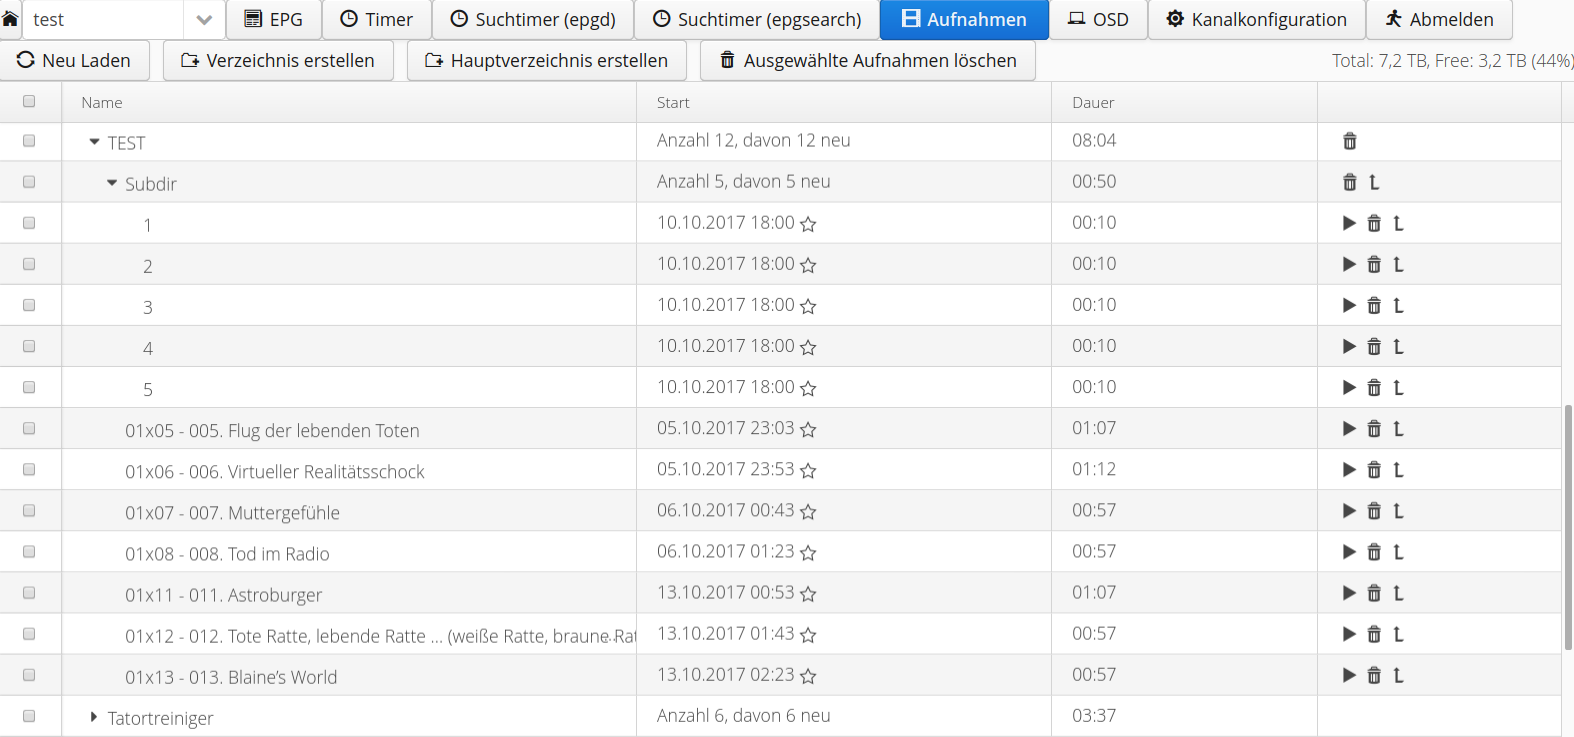 test EPG Timer Suchtimer (epgd) Suchtimer (epgsearch) Aufnahmen OSD Kanalkonfiguration Abmelden
Neu Laden Verzeichnis erstellen Hauptverzeichnis erstellen Ausgewählte Aufnahmen löschen Total: 7,2 TB, Free: 3,2 TB (44%)
Name Start Dauer
TEST Anzahl 12, davon 12 neu 08:04
Subdir Anzahl 5, davon 5 neu 00:50
1 10.10.2017 18:00 00:10
2 10.10.2017 18:00 00:10
3 10.10.2017 18:00 00:10
4 10.10.2017 18:00 00:10
5 10.10.2017 18:00 00:10
01x05 - 005. Flug der lebenden Toten 05.10.2017 23:03 01:07
01x06 - 006. Virtueller Realitätsschock 05.10.2017 23:53 01:12
01x07 - 007. Muttergefühle 06.10.2017 00:43 00:57
01x08 - 008. Tod im Radio 06.10.2017 01:23 00:57
01x11 - 011. Astroburger 13.10.2017 00:53 01:07
01x12 - 012. Tote Ratte, lebende Ratte ... (weiße Ratte, braune 13.10.2017 01:43 00:57
01x13 - 013. Blaine’s World 13.10.2017 02:23 00:57
Tatortreiniger Anzahl 6, davon 6 neu 03:37